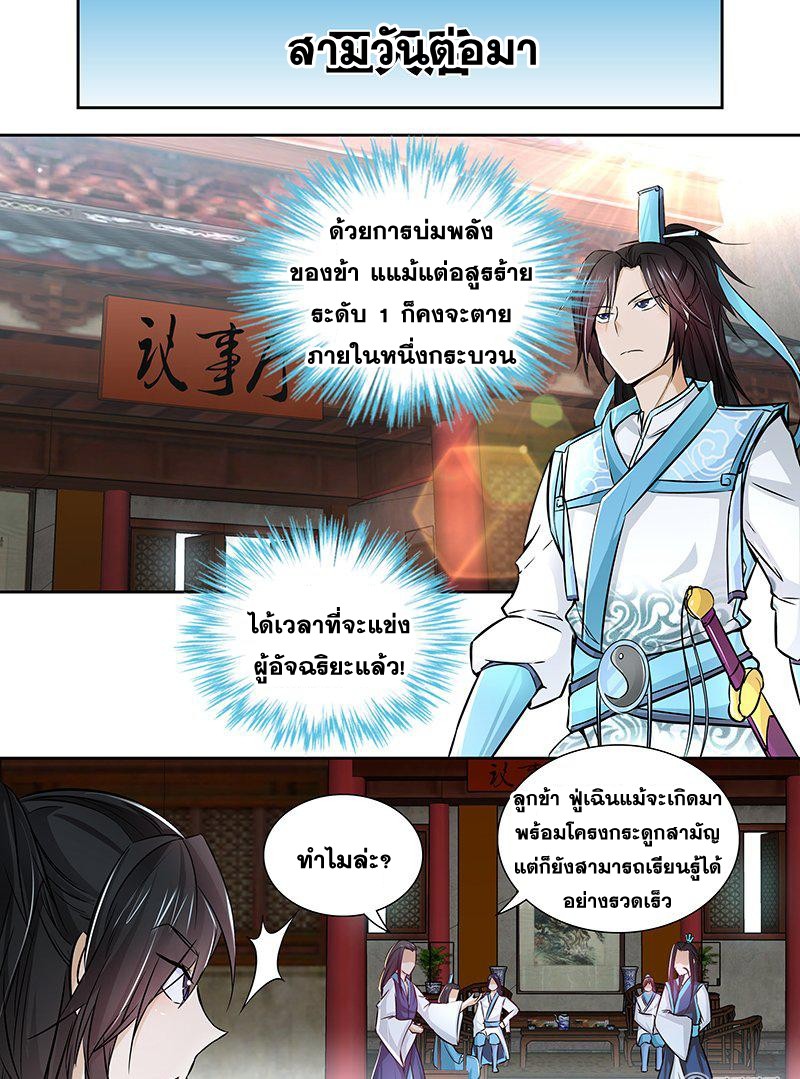 สามวันต่อมา
ด้วยการบ่มพลัง
ของข้า แแม้แต่อสูรร้าย
ระดับ 1 ก็คงจะตาย
ภายในหนึ่งกระบวน
议事厅
ได้เวลาที่จะแข่ง
ผู้อัจฉริยะแล้ว!
ทำไมล่ะ?
ลูกข้า ฟู่เฉินแม้จะเกิดมา
พร้อมโครงกระดูกสามัญ
แต่ก็ยังสามารถเรียนรู้ได้
อย่างรวดเร็ว